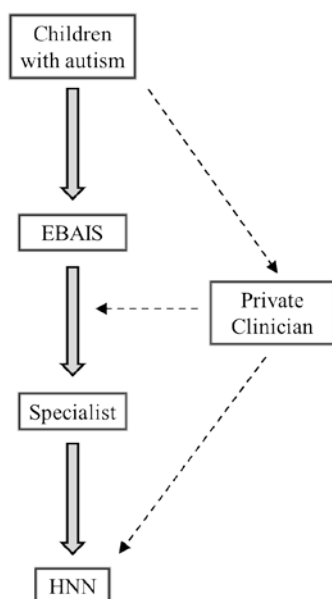 Children
with autism
EBAIS
Private
Clinician
Specialist
HNN